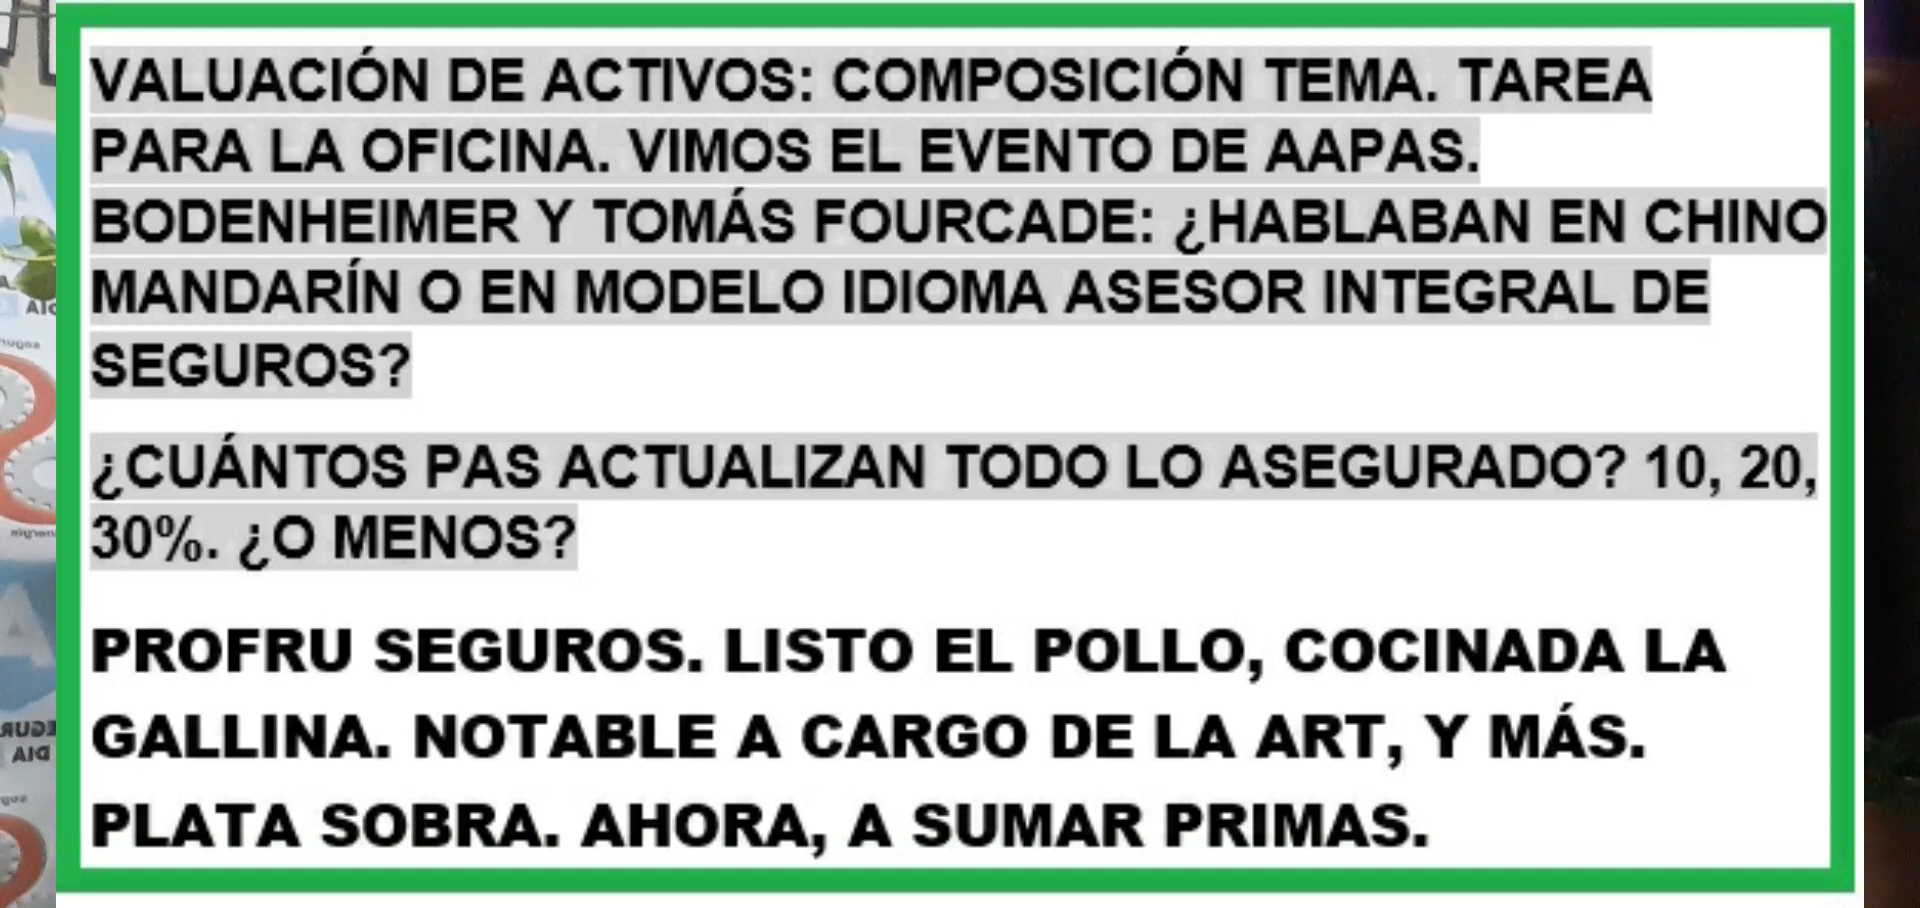 VALUACIÓN DE ACTIVOS: COMPOSICIÓN TEMA. TAREA
PARA LA OFICINA. VIMOS EL EVENTO DE AAPAS.
BODENHEIMER Y TOMÁS FOURCADE: ¿HABLABAN EN CHINO
MANDARÍN O EN MODELO IDIOMA ASESOR INTEGRAL DE
SEGUROS?
¿CUÁNTOS PAS ACTUALIZAN TODO LO ASEGURADO? 10, 20,
30%. ¿O MENOS?
PROFRU SEGUROS. LISTO EL POLLO, COCINADA LA
GALLINA. NOTABLE A CARGO DE LA ART, Y MÁS.
PLATA SOBRA. AHORA, A SUMAR PRIMAS.